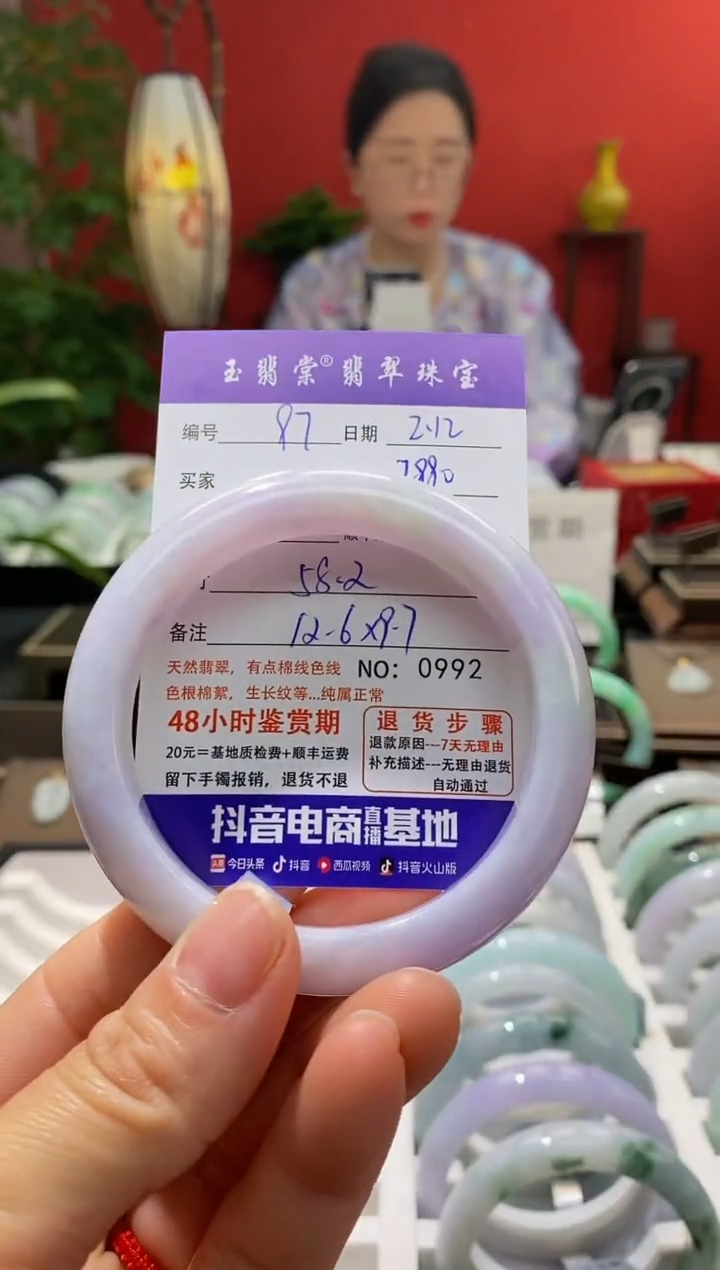 玉翡棠®翡翠珠宝
编号 87 日期 2.12
买家 7880
58.2
备注 12.6x9.7
天然翡翠，有点棉线色线 NO: 0992
色根棉絮，生长纹等...纯属正常
48小时鉴赏期
20元=基地质检费+顺丰运费
留下手镯报销，退货不退
退货步骤
退款原因---7天无理由
补充描述---无理由退货
自动通过
抖音电商直播基地
头条 今日头条 抖音 西瓜视频 抖音火山版
赏期